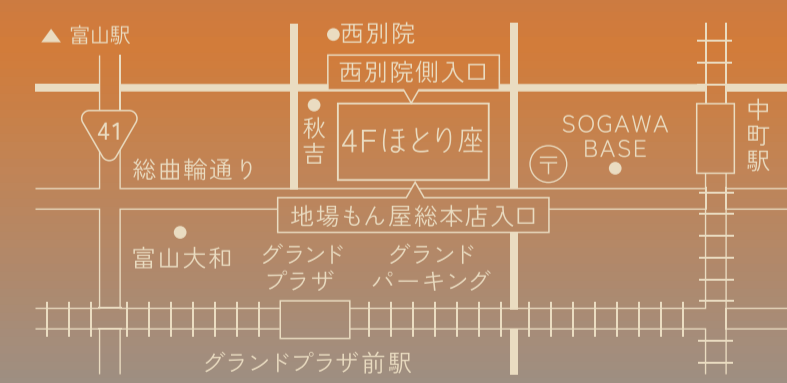 富山駅
西別院
西別院側入口
41
秋吉
4Fほとり座
〒
SOGAWA
BASE
中町駅
総曲輪通り
地場もん屋総本店入口
富山大和
グランド
プラザ
グランド
パーキング
グランドプラザ前駅